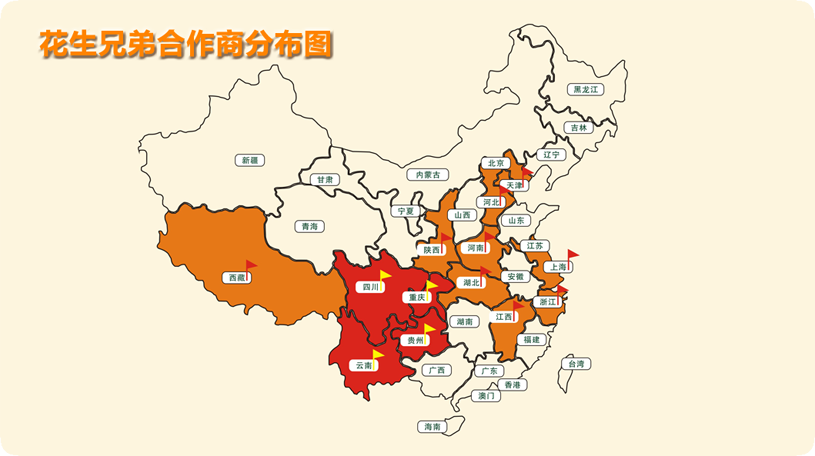 花生兄弟合作商分布图
黑龙江
吉林
辽宁
新疆
北京
内蒙古
甘肃
天津
河北
宁夏
山西
山东
青海
陕西
河南
江苏
上海
西藏
安徽
四川
湖北
重庆
浙江
江西
湖南
贵州
福建
云南
广西
广东
台湾
香港
澳门
海南